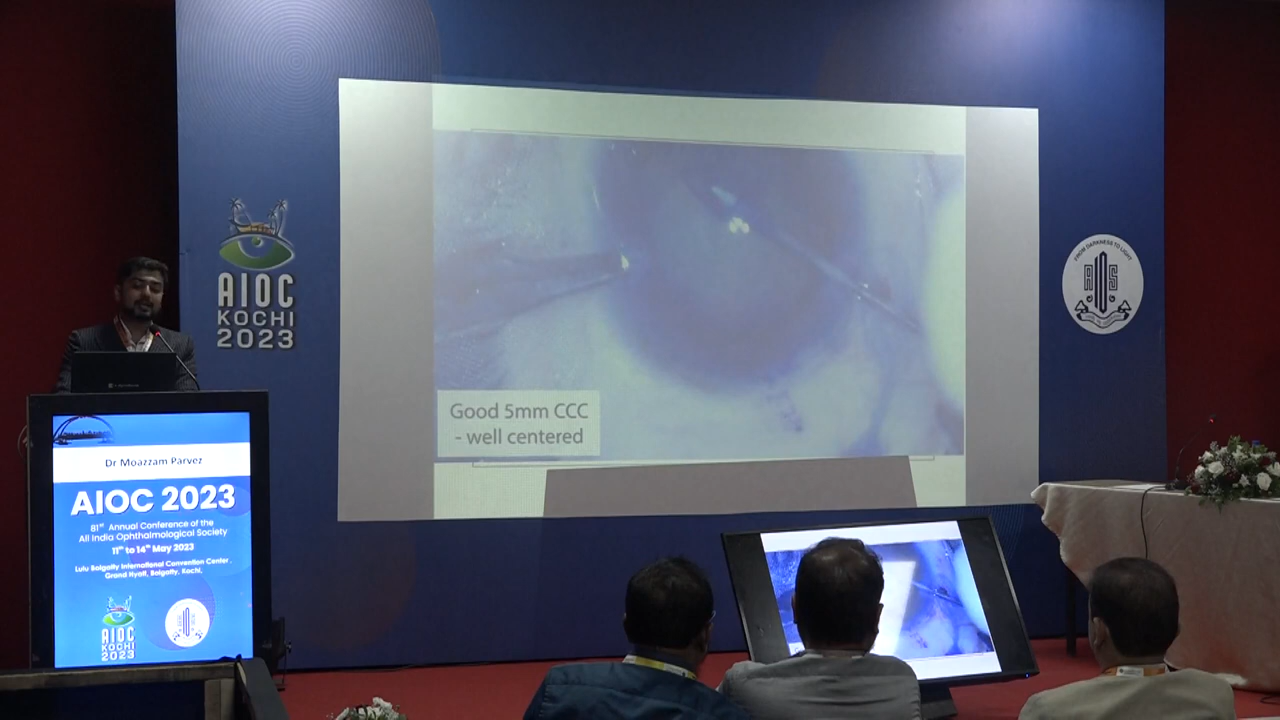 AIOC
KOCHI
2023
Good 5mm CCC
- well centered
FROM DARKNESS TO LIGHT
Dr Moazzam Parvez
AIOC 2023
81st Annual Conference of the
All India Ophthalmological Society
11th to 14th May 2023
Lulu Bolgatty International Convention Center,
Grand Hyatt, Bolgatty, Kochi,
AIOC
KOCHI
2023